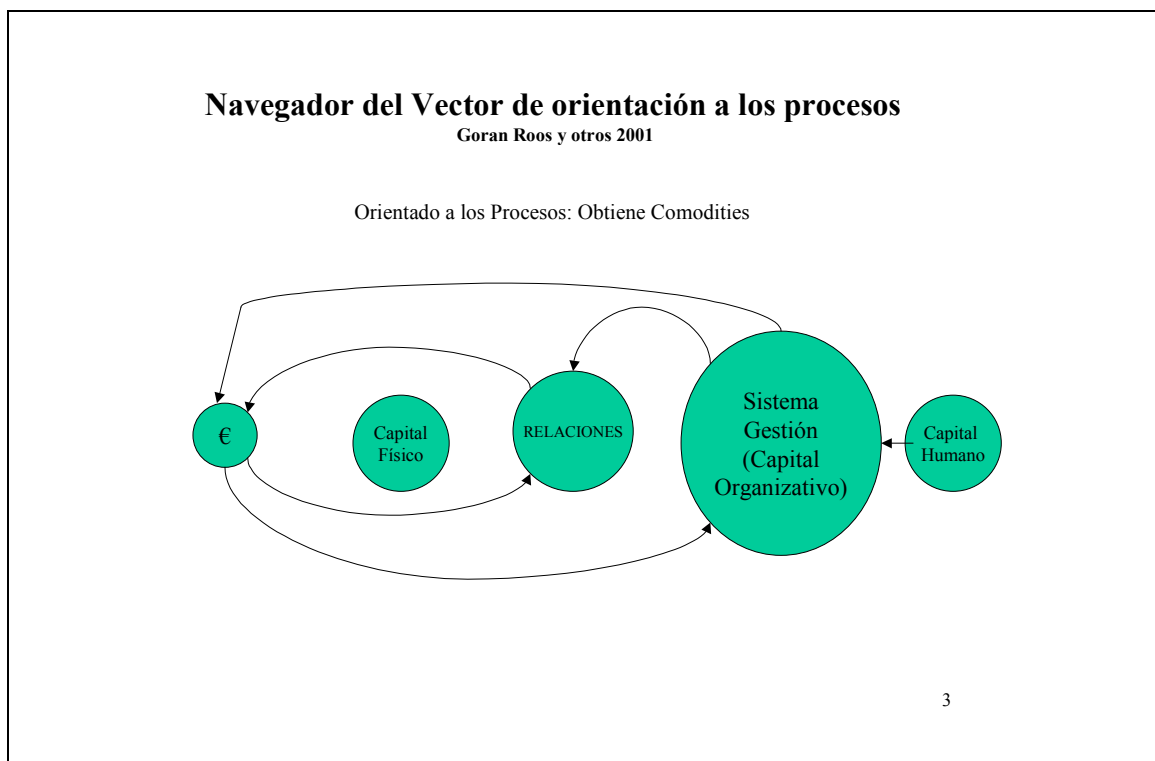 Navegador del Vector de orientación a los procesos
Goran Roos y otros 2001
Orientado a los Procesos: Obtiene Comodities
€
Capital
Físico
RELACIONES
Sistema
Gestión
(Capital
Organizativo)
Capital
Humano
3